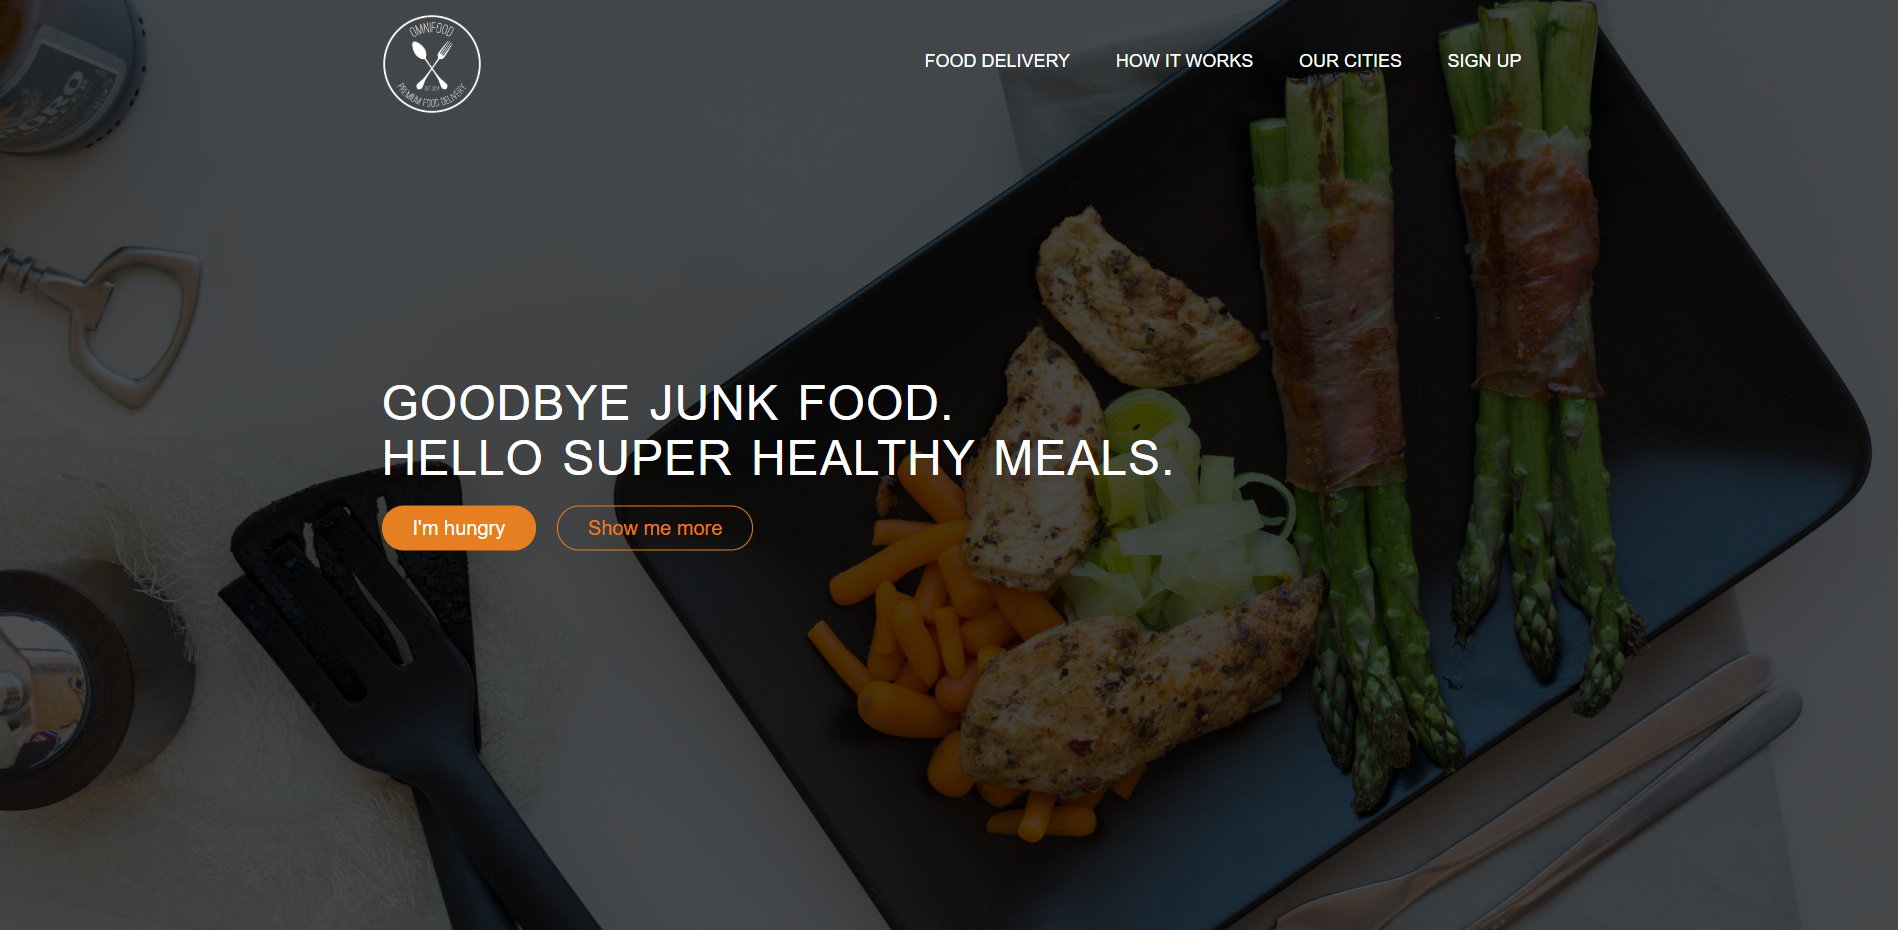 OMNIFOOD
EST 2014
PREMIUM FOOD DELIVERY
FOOD DELIVERY
HOW IT WORKS
OUR CITIES
SIGN UP
GOODBYE JUNK FOOD.
HELLO SUPER HEALTHY MEALS.
I'm hungry
Show me more